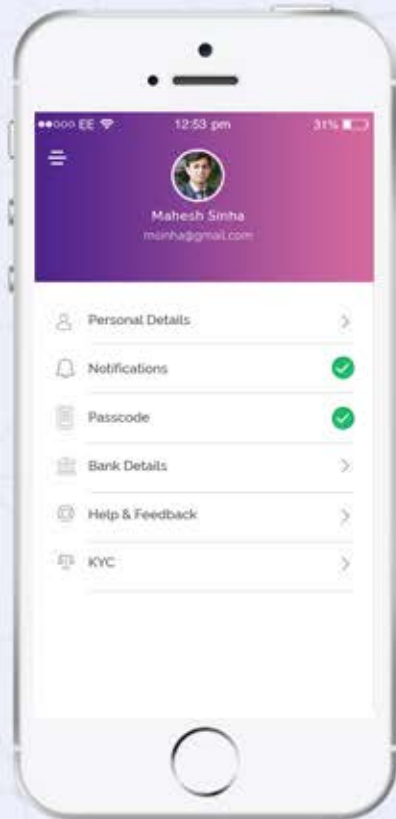 EE 12:53 pm 31%
Mahesh Sinha
msinha@gmail.com
Personal Details
Notifications
Passcode
Bank Details
Help & Feedback
KYC